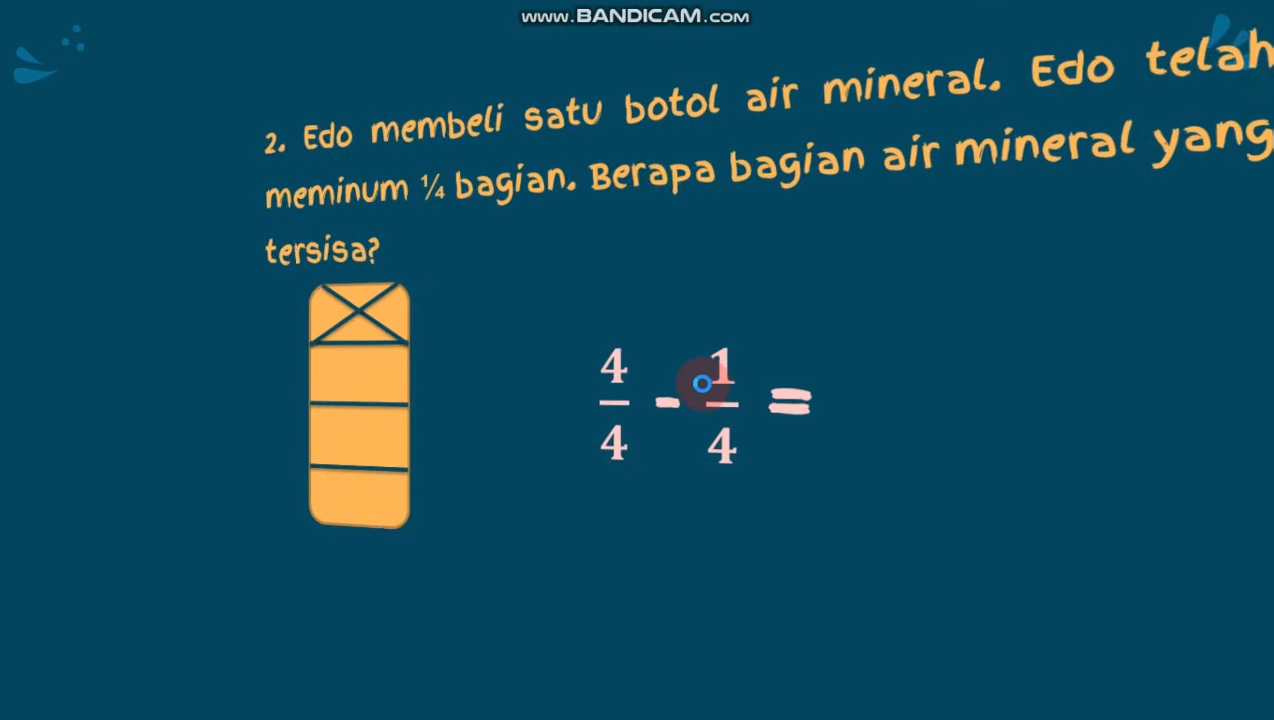 www.BANDICAM.com
2. Edo membeli satu botol air mineral. Edo telah
meminum ¼ bagian. Berapa bagian air mineral yang
tersisa?
4/4 - 1/4 =